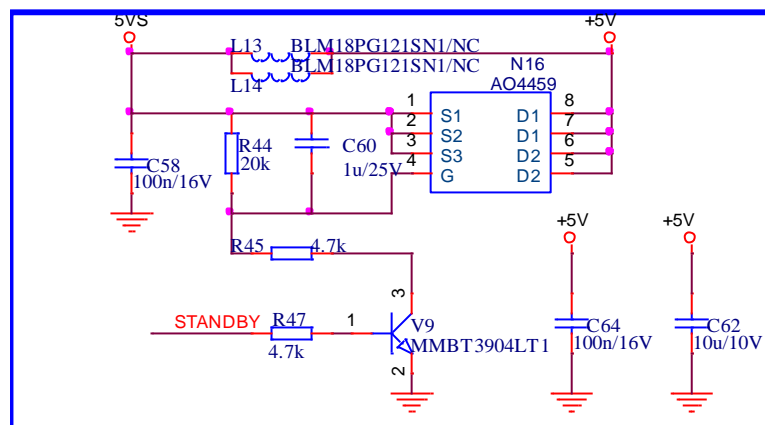 5VS
+5V
L13
BLM18PG121SN1/NC
BLM18PG121SN1/NC
L14
N16
AO4459
1
S1
D1
8
2
S2
D1
7
3
S3
D2
6
4
G
D2
5
R44
20k
C60
1u/25V
C58
100n/16V
R45
4.7k
+5V
+5V
3
STANDBY
R47
4.7k
1
V9
MMBT3904LT1
2
C64
100n/16V
C62
10u/10V